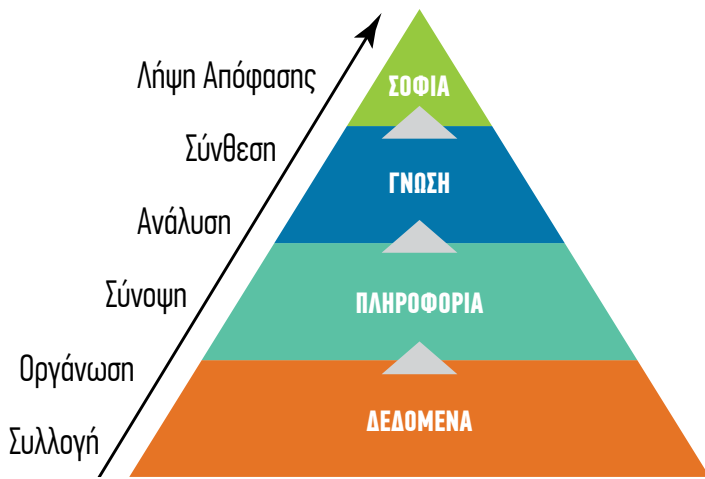 Λήψη Απόφασης
ΣΟΦΙΑ
Σύνθεση
ΓΝΩΣΗ
Ανάλυση
Σύνοψη
ΠΛΗΡΟΦΟΡΙΑ
Οργάνωση
ΔΕΔΟΜΕΝΑ
Συλλογή